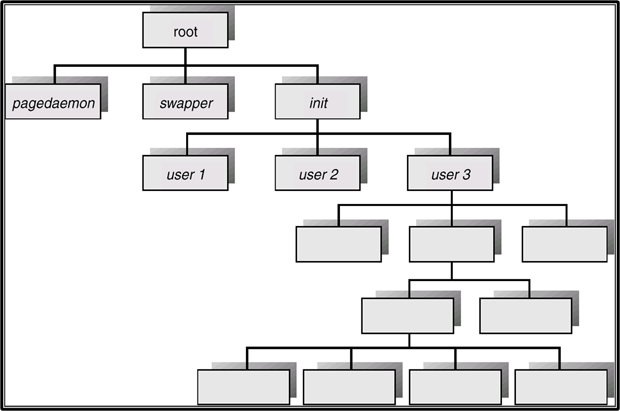 root
pagedaemon
swapper
init
user 1
user 2
user 3